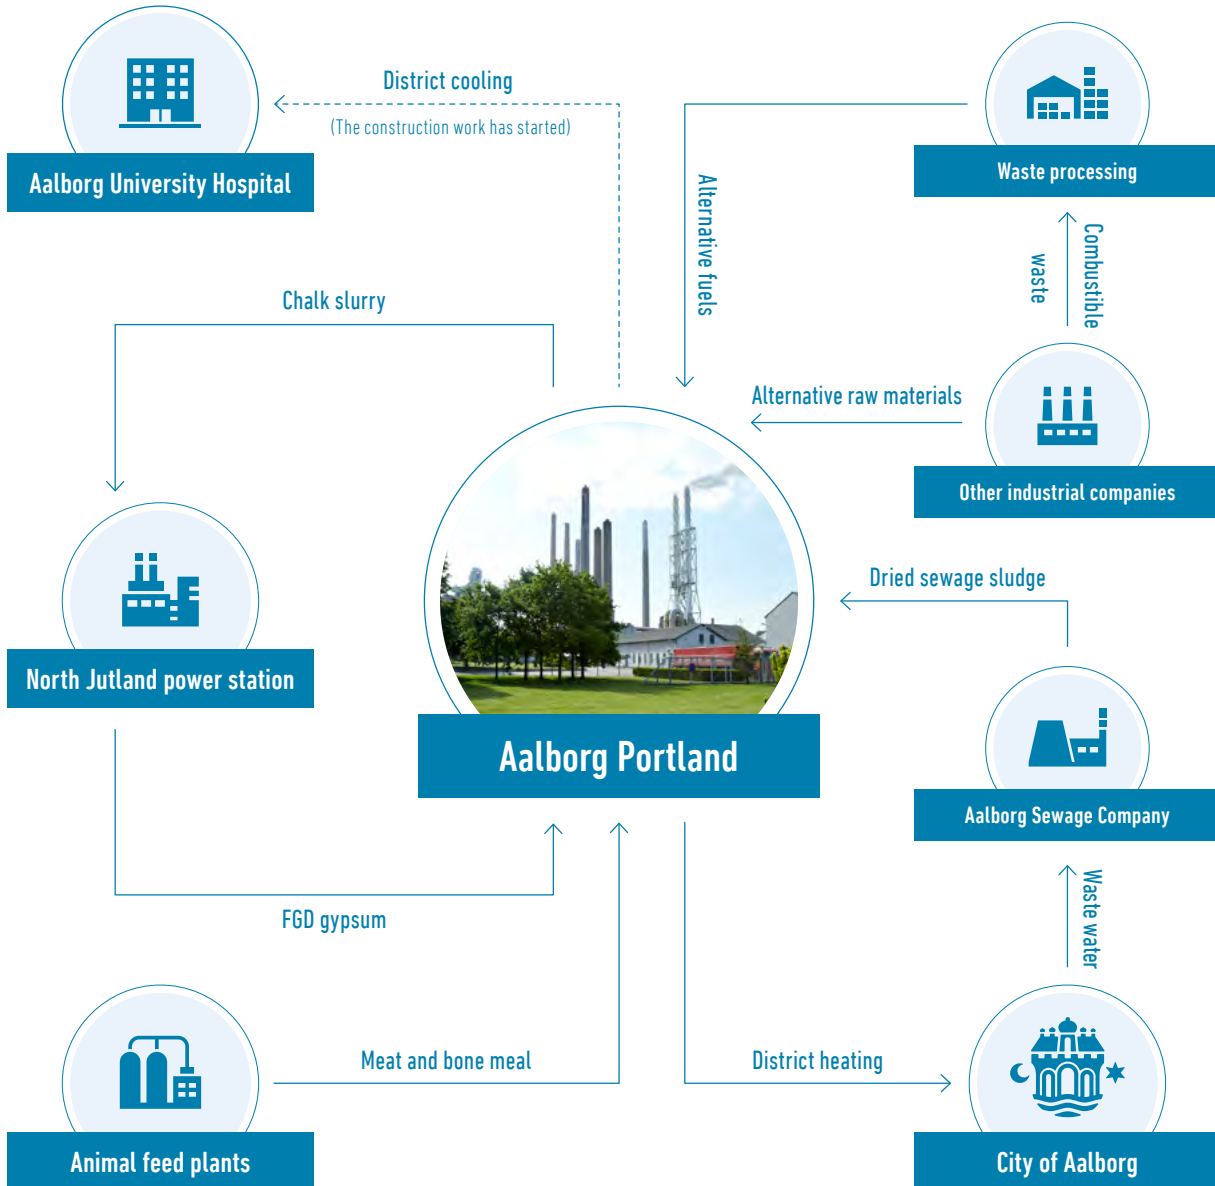 District cooling
(The construction work has started)
Aalborg University Hospital
Waste processing
Alternative fuels
Combustible
waste
Chalk slurry
Alternative raw materials
Other industrial companies
Dried sewage sludge
North Jutland power station
Aalborg Portland
Aalborg Sewage Company
FGD gypsum
Waste water
Meat and bone meal
District heating
Animal feed plants
City of Aalborg